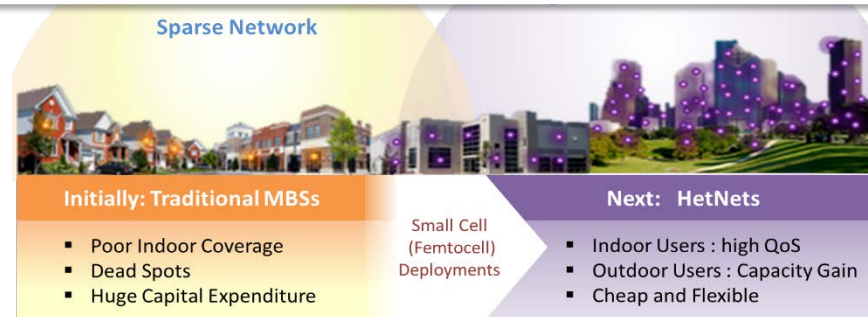 Sparse Network
Initially: Traditional MBSs
▪ Poor Indoor Coverage
▪ Dead Spots
▪ Huge Capital Expenditure
Small Cell
(Femtocell)
Deployments
Next: HetNets
▪ Indoor Users : high QoS
▪ Outdoor Users : Capacity Gain
▪ Cheap and Flexible